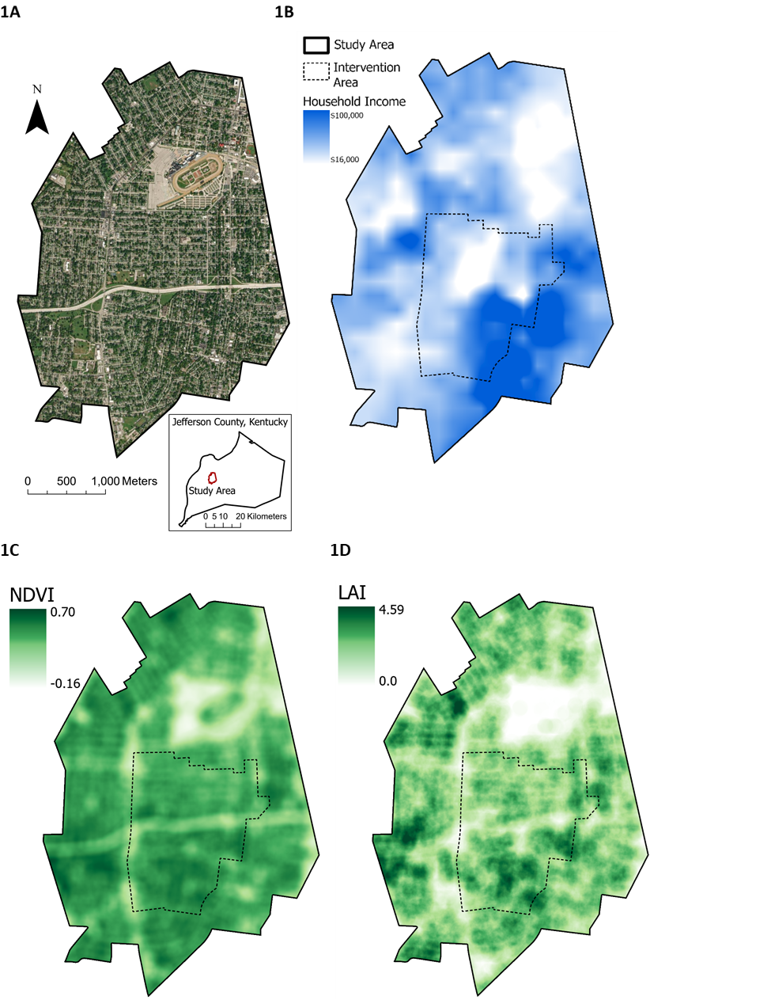 1A
1B
N
Study Area
Intervention
Area
Household Income
$100,000
$16,000
Jefferson County, Kentucky
Study Area
0 5 10 20 Kilometers
0 500 1,000 Meters
1C
1D
NDVI
0.70
-0.16
LAI
4.59
0.0